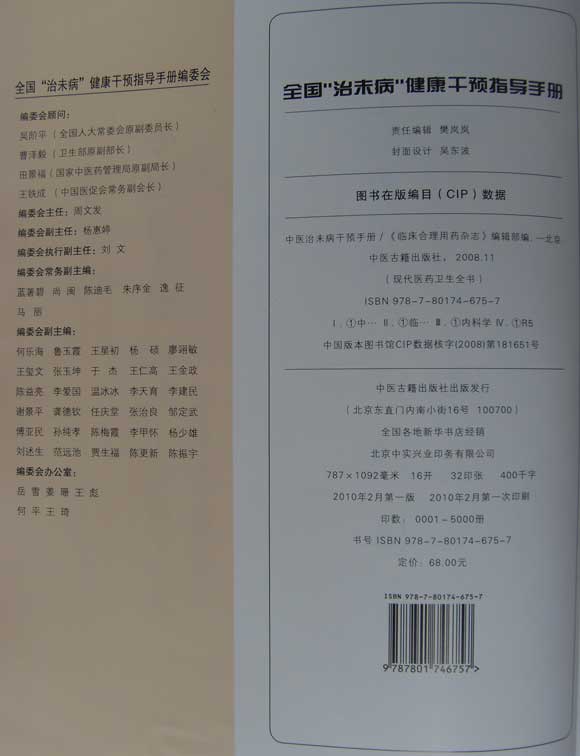 全国“治未病”健康干预指导手册编委会
编委会顾问：
吴阶平（全国人大常委会原副委员长）
曹泽毅（卫生部原副部长）
田景福（国家中医药管理局原副局长）
王铁成（中国医促会常务副会长）
编委会主任：周文发
编委会副主任：杨惠婷
编委会执行副主任：刘 文
编委会常务副主编：
蓝著碧 尚 闽 陈迪毛 朱序金 逸 征
马 丽
编委会副主编：
何乐海 鲁玉霞 王星初 杨 硕 廖翊敏
王玺文 张玉坤 于 杰 王仁高 王金政
陈益亮 李爱国 温冰冰 李天育 李建民
谢景平 龚德钦 任庆堂 张治良 邹定武
傅亚民 孙纯孝 陈梅霞 李甲怀 杨少雄
刘述生 范远池 贾生福 陈更新 陈振宇
编委会办公室：
岳 雪 姜 珊 王 彪
何 平 王 琦
全国“治未病”健康干预指导手册
责任编辑 樊岚岚
封面设计 吴东波
图书在版编目（CIP）数据
中医治未病干预手册/《临床合理用药杂志》编辑部编.—北京
中医古籍出版社，2008.11
（现代医药卫生全书）
ISBN 978-7-80174-675-7
Ⅰ.①中… Ⅱ.①临… Ⅲ.①内科学 Ⅳ.①R5
中国版本图书馆CIP数据核字(2008)第181651号
中医古籍出版社出版发行
（北京东直门内南小街16号 100700）
全国各地新华书店经销
北京中实兴业印务有限公司
787×1092毫米 16开 32印张 400千字
2010年2月第一版 2010年2月第一次印刷
印数：0001－5000册
书号 ISBN 978-7-80174-675-7
定价：68.00元
ISBN 978-7-80174-675-7
9 787801 746757>